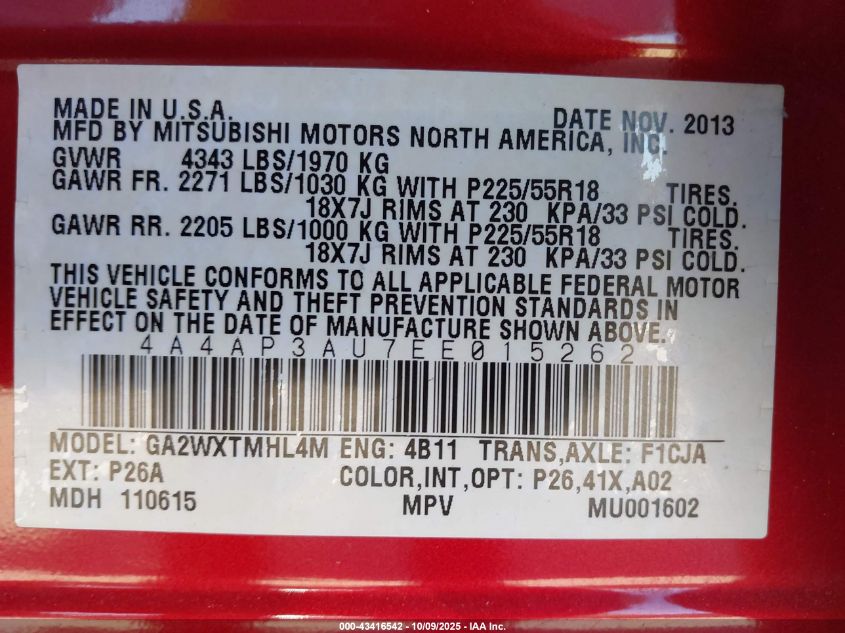 MADE IN U.S.A. DATE NOV. 2013
MFD BY MITSUBISHI MOTORS NORTH AMERICA, INC.
GVWR 4343 LBS/1970 KG
GAWR FR. 2271 LBS/1030 KG WITH P225/55R18 TIRES.
18X7J RIMS AT 230 KPA/33 PSI COLD.
GAWR RR. 2205 LBS/1000 KG WITH P225/55R18 TIRES.
18X7J RIMS AT 230 KPA/33 PSI COLD.
THIS VEHICLE CONFORMS TO ALL APPLICABLE FEDERAL MOTOR
VEHICLE SAFETY AND THEFT PREVENTION STANDARDS IN
EFFECT ON THE DATE OF MANUFACTURE SHOWN ABOVE.
4A4AP3AU7EE015262
MODEL: GA2WXTMHL4M ENG: 4B11 TRANS,AXLE: F1CJA
EXT: P26A COLOR,INT,OPT: P26,41X,A02
MDH 110615 MPV MU001602
000-43416542 - 10/09/2025 - IAA Inc.